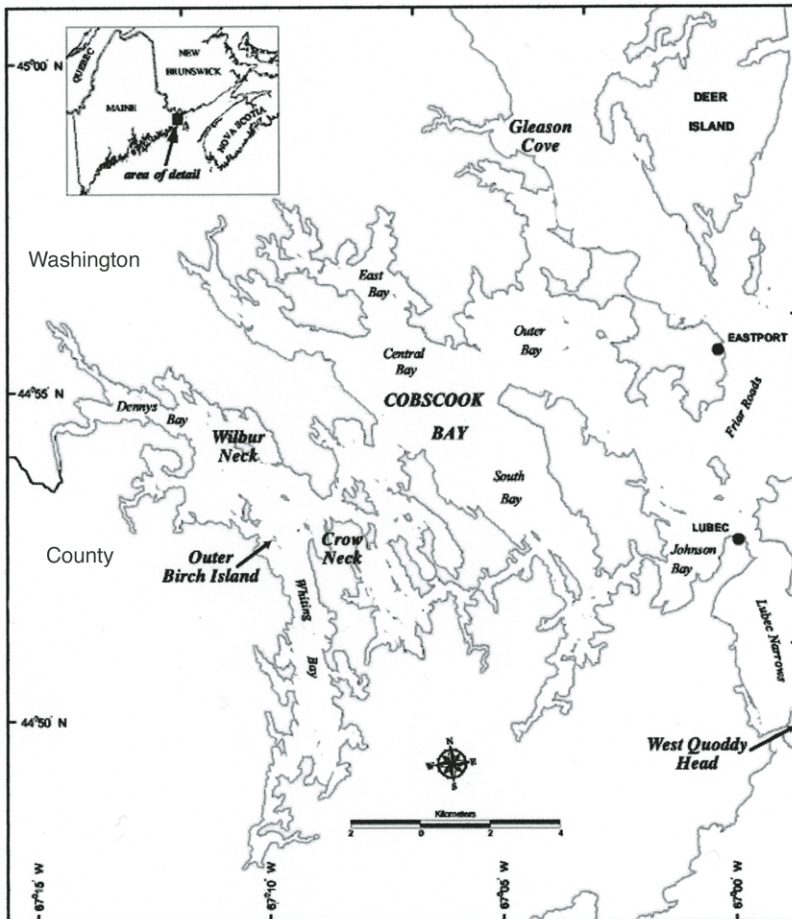 45°00' N
QUEBEC
NEW
BRUNSWICK
MAINE
NOVA SCOTIA
area of detail
DEER
ISLAND
Gleason
Cove
Washington
East
Bay
Outer
Bay
EASTPORT
Central
Bay
44°55' N
COBSCOOK
BAY
Friar Roads
Dennys
Bay
Wilbur
Neck
South
Bay
LUBEC
County
Crow
Neck
Johnson
Bay
Outer
Birch Island
Whiting
Bay
Lubec Narrows
44°50' N
West Quoddy
Head
N
W E
S
Kilometers
2 0 2 4
67°15' W
67°10' W
67°05' W
67°00' W